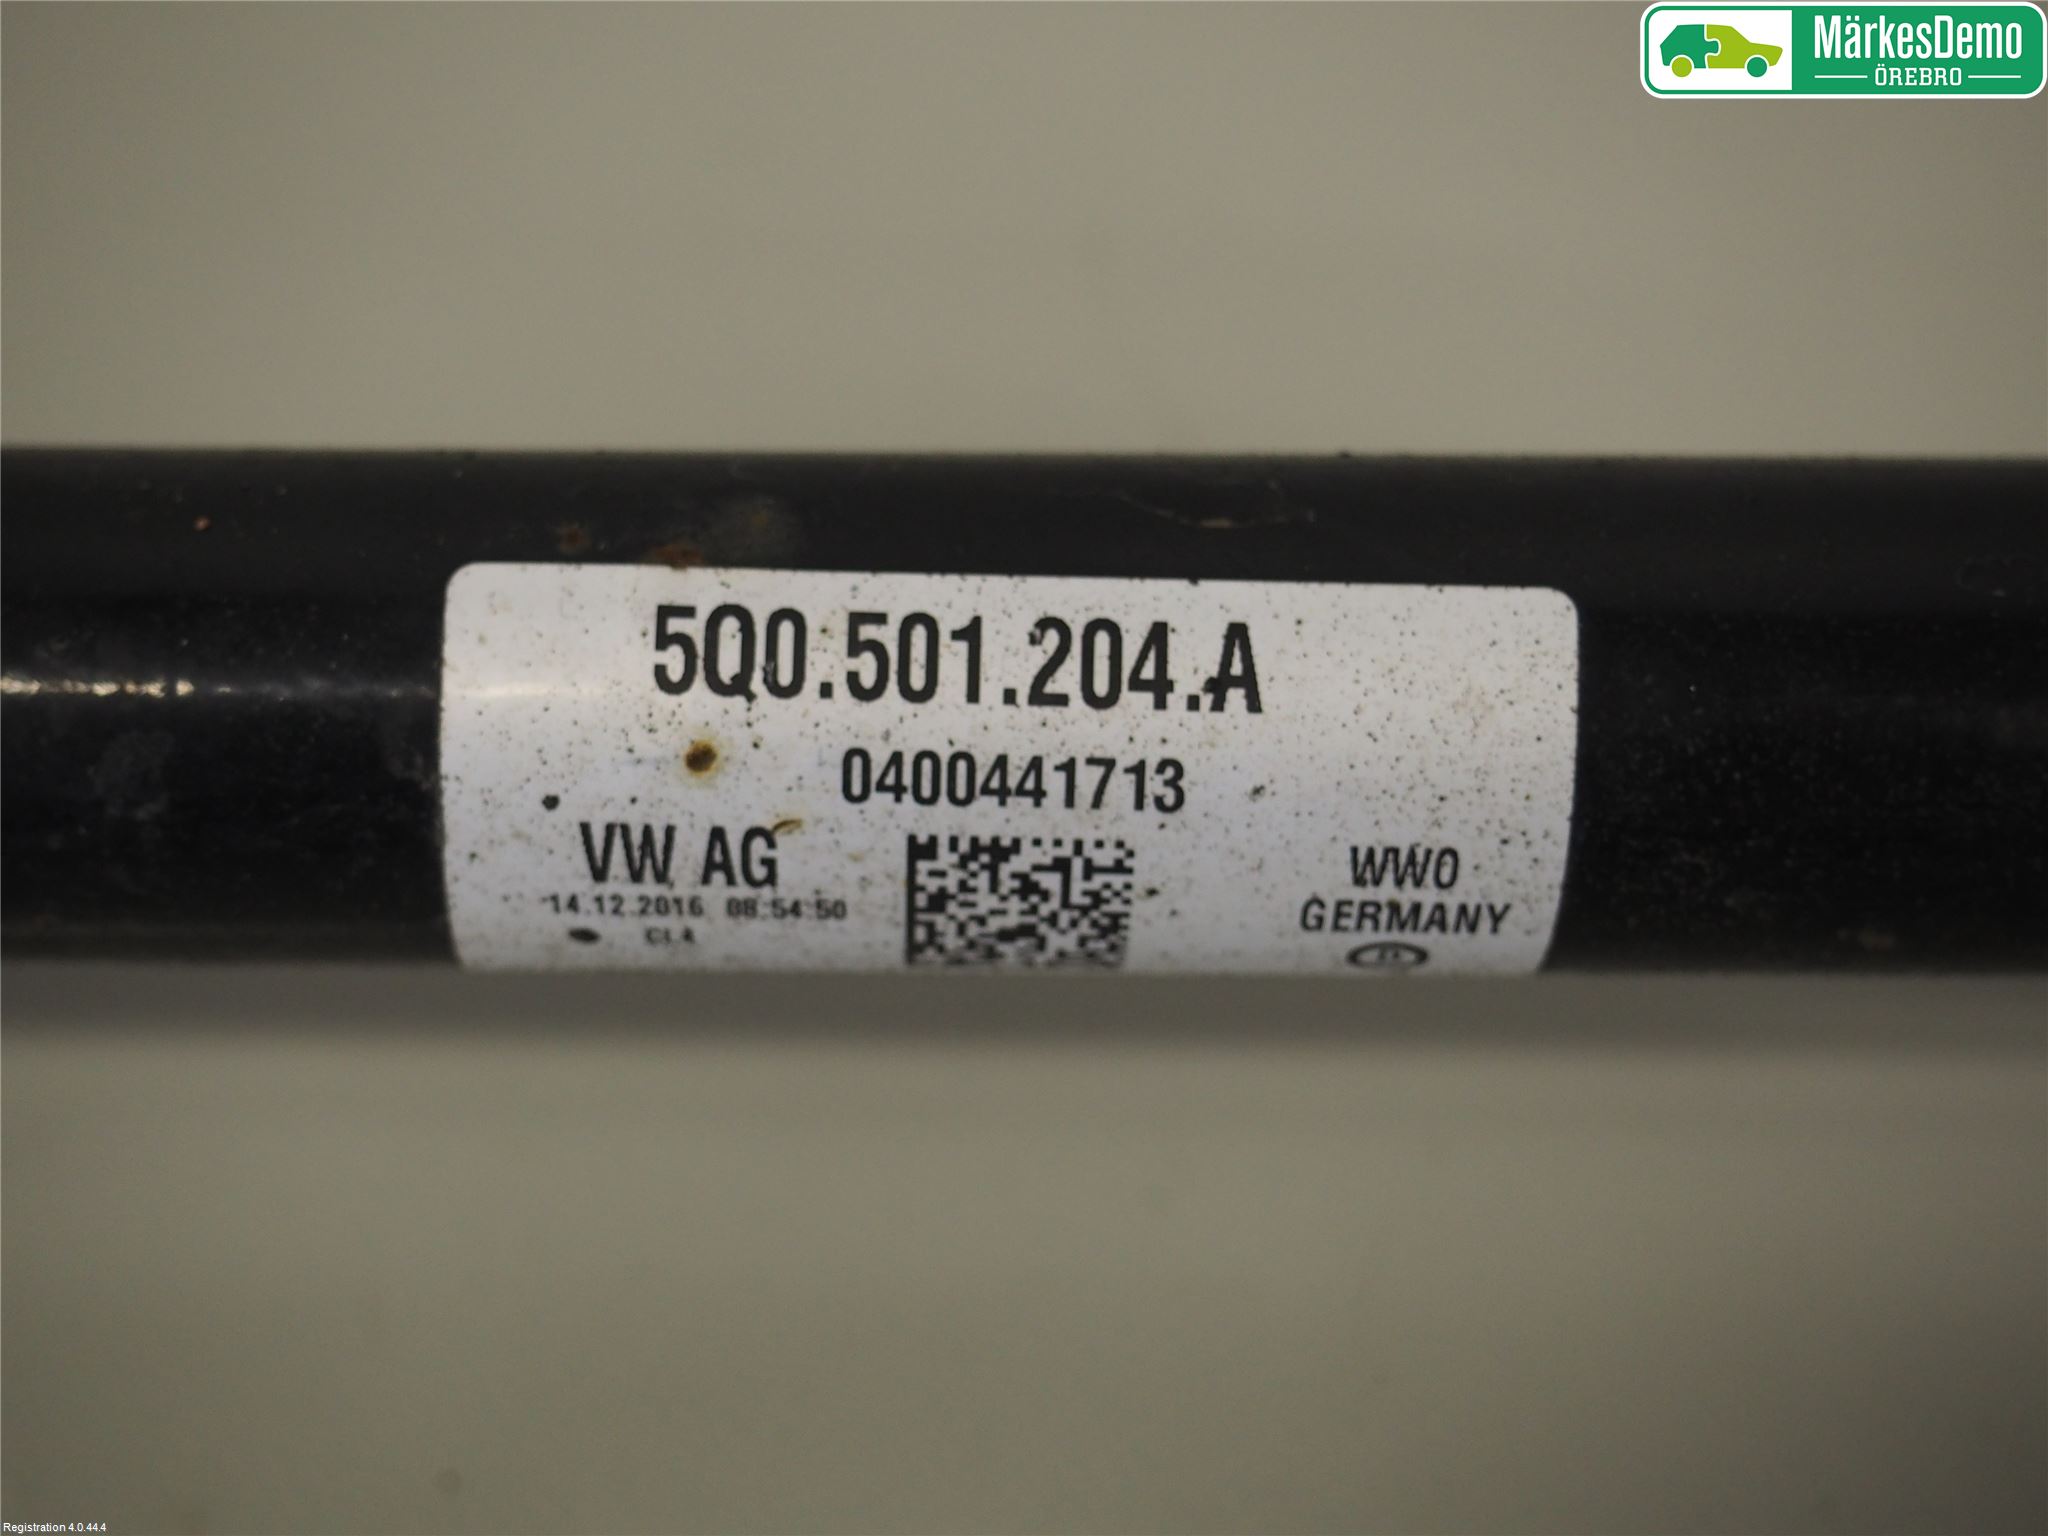 MärkesDemo
ÖREBRO
5Q0.501.204.A
0400441713
VW AG
14.12.2016 08:54:50
CL4
WWO
GERMANY
Registration 4.0.44.4